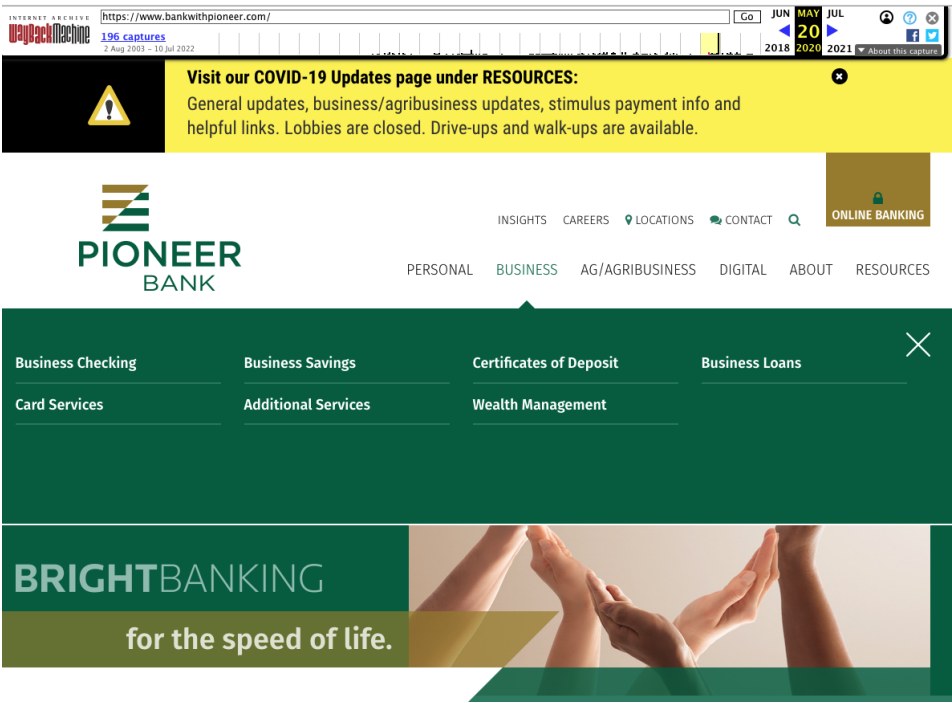 INTERNET ARCHIVE
WayBackMachine
https://www.bankwithpioneer.com/
Go
196 captures
2 Aug 2003 – 10 Jul 2022
JUN MAY JUL
20
2018 2020 2021
▼ About this capture
Visit our COVID-19 Updates page under RESOURCES:
General updates, business/agribusiness updates, stimulus payment info and
helpful links. Lobbies are closed. Drive-ups and walk-ups are available.
PIONEER
BANK
INSIGHTS CAREERS LOCATIONS CONTACT
ONLINE BANKING
PERSONAL BUSINESS AG/AGRIBUSINESS DIGITAL ABOUT RESOURCES
Business Checking Business Savings Certificates of Deposit Business Loans
Card Services Additional Services Wealth Management
BRIGHTBANKING
for the speed of life.